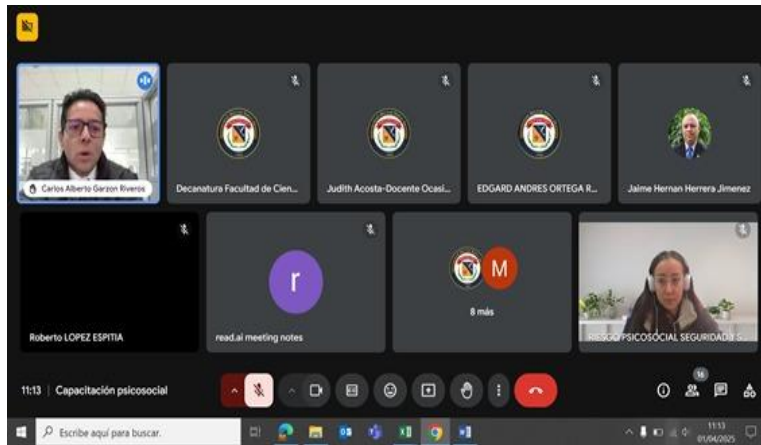 Carlos Alberto Garzon Riveros
Decanatura Facultad de Cien...
Judith Acosta-Docente Ocasi...
EDGARD ANDRES ORTEGA R...
Jaime Hernan Herrera Jimenez
Roberto LOPEZ ESPITIA
r
read.ai meeting notes
M
8 más
RIESGO PSICOSOCIAL SEGURIDAD Y S...
11:13 | Capacitación psicosocial
16
Escribe aquí para buscar.
11:13
01/04/2025